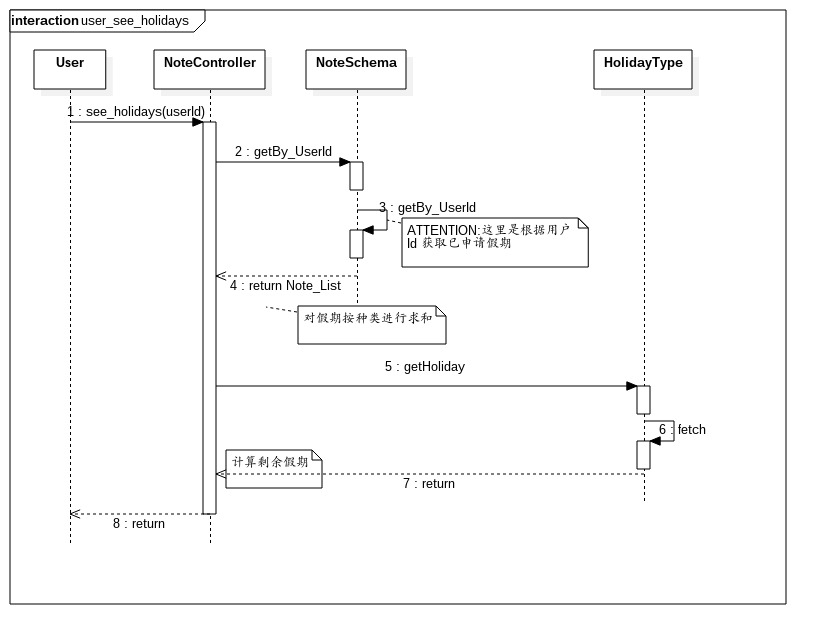 interaction user_see_holidays
User
NoteController
NoteSchema
HolidayType
1 : see_holidays(userId)
2 : getBy_UserId
3 : getBy_UserId
ATTENTION:这里是根据用户
Id 获取已申请假期
4 : return Note_List
对假期按种类进行求和
5 : getHoliday
6 : fetch
计算剩余假期
7 : return
8 : return